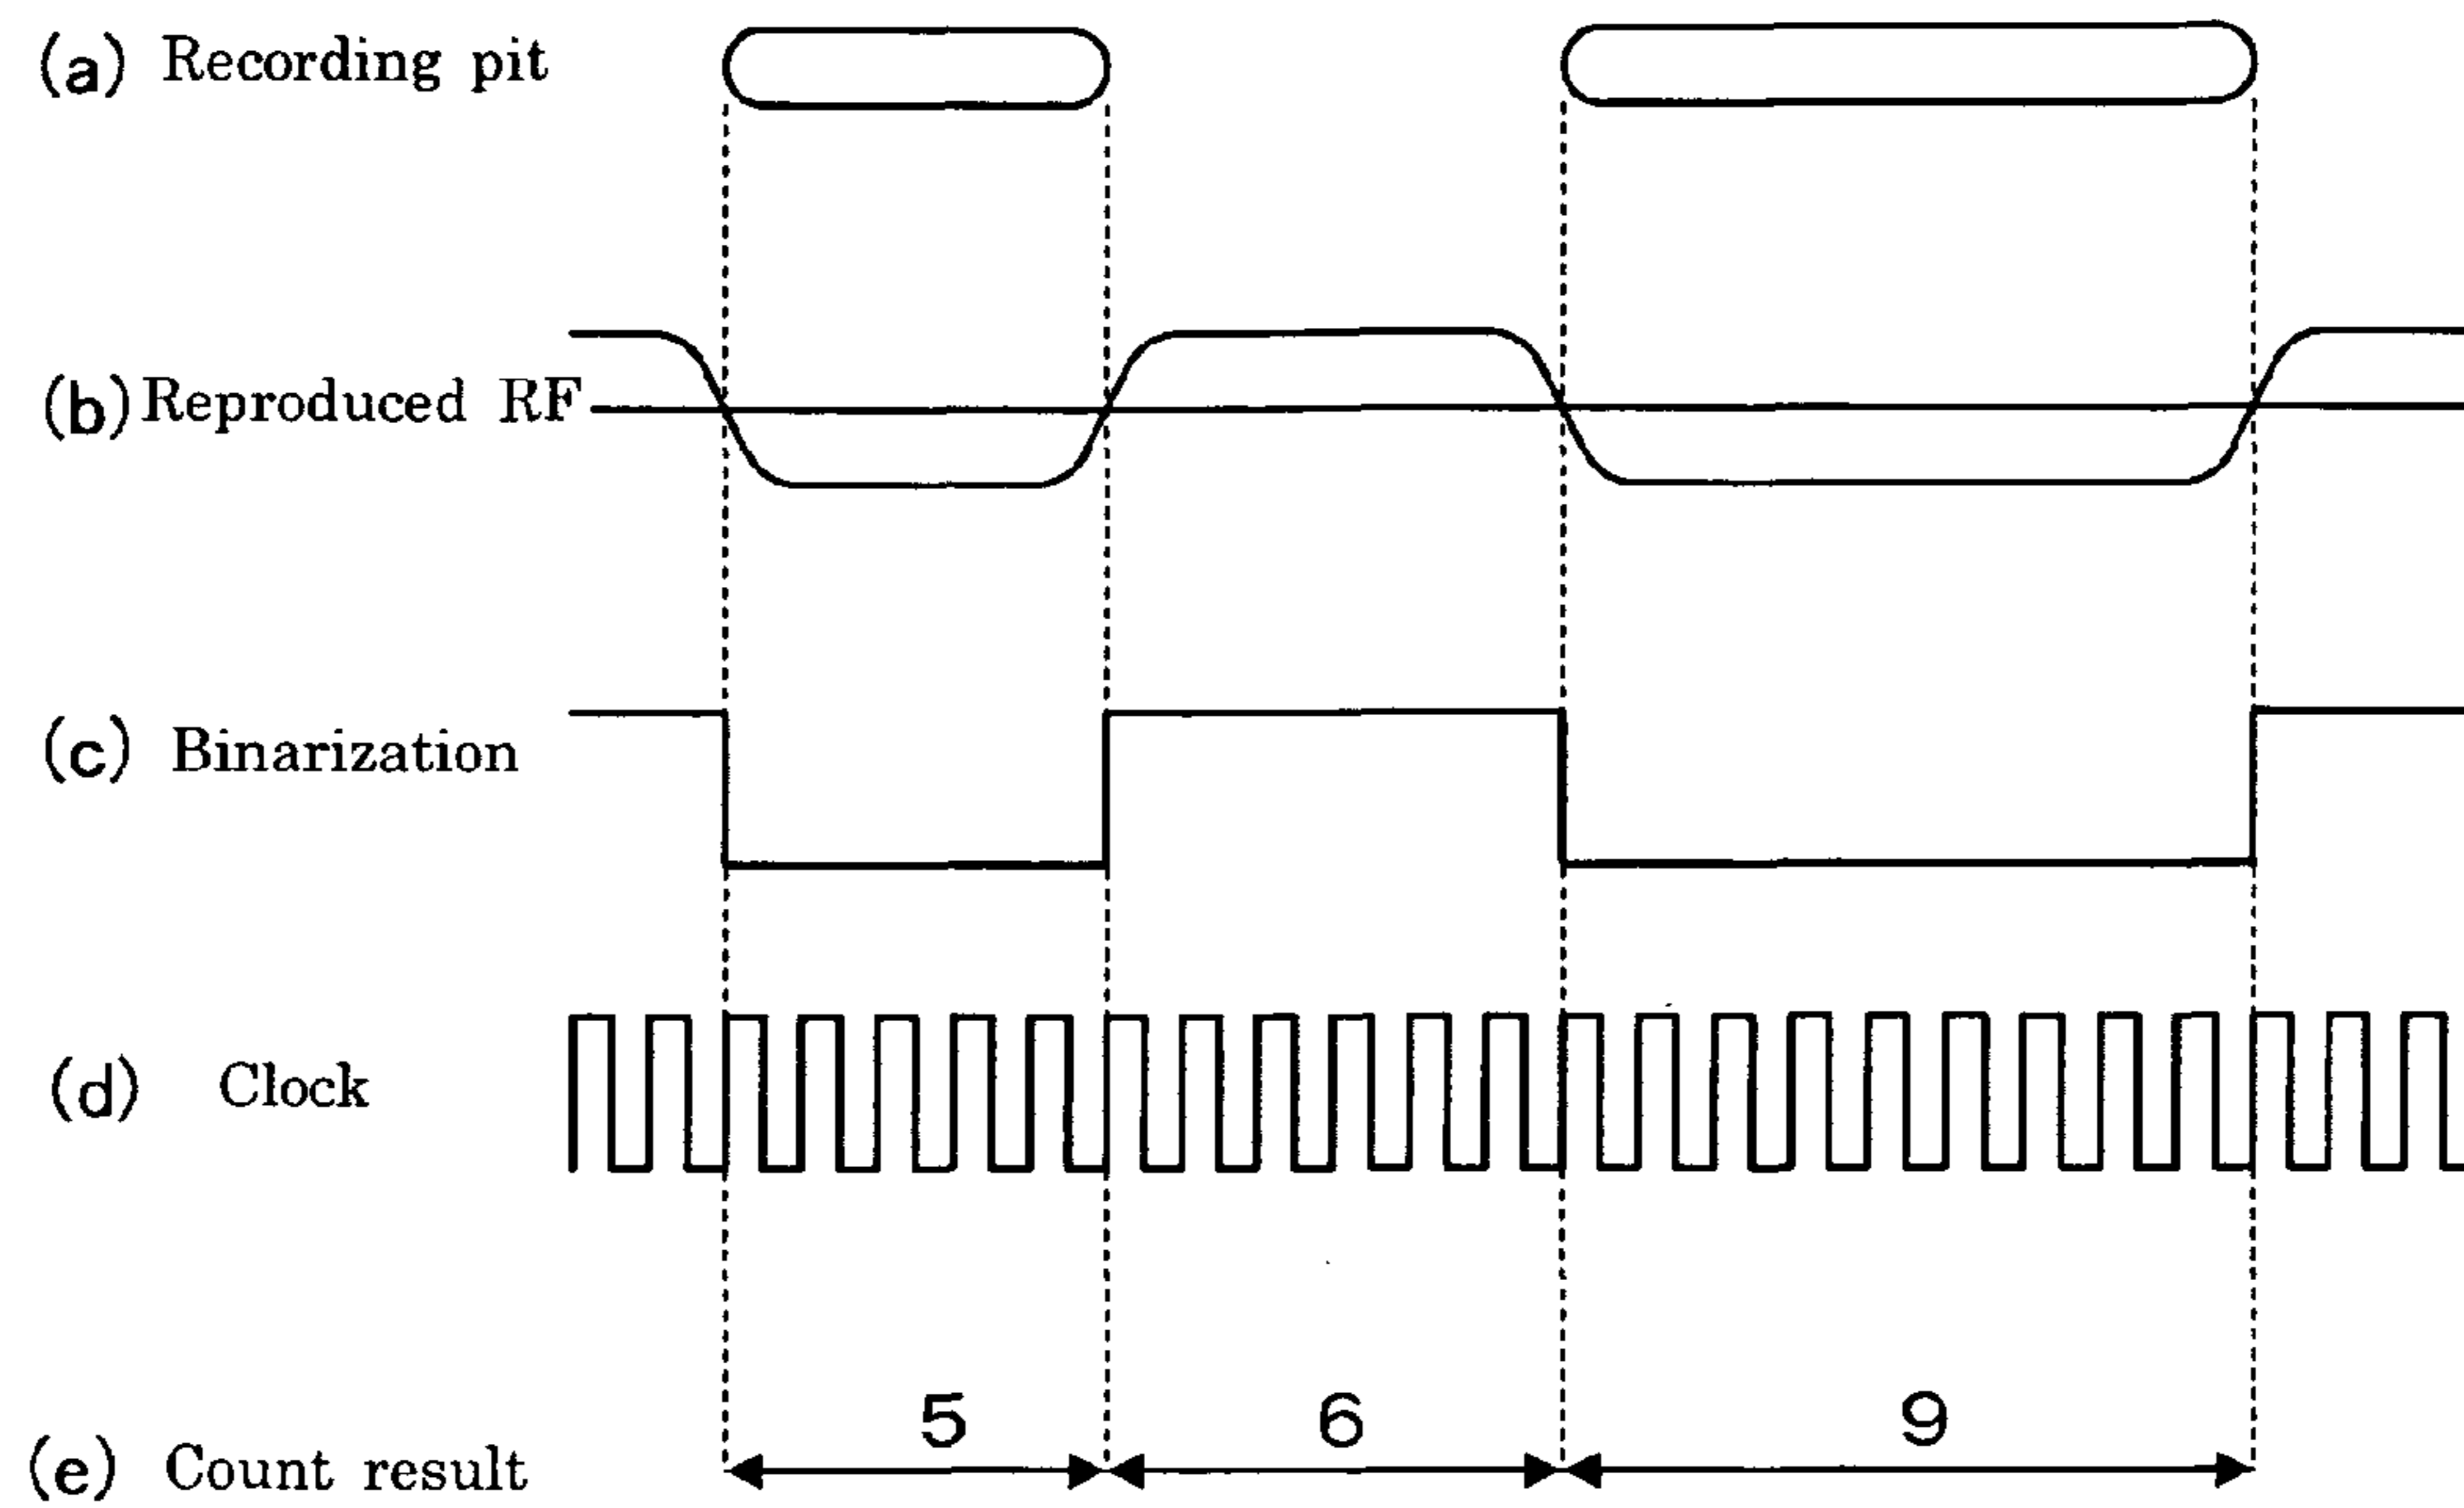 (a) Recording pit
(b) Reproduced RF
(c) Binarization
(d) Clock
5 6 9
(e) Count result